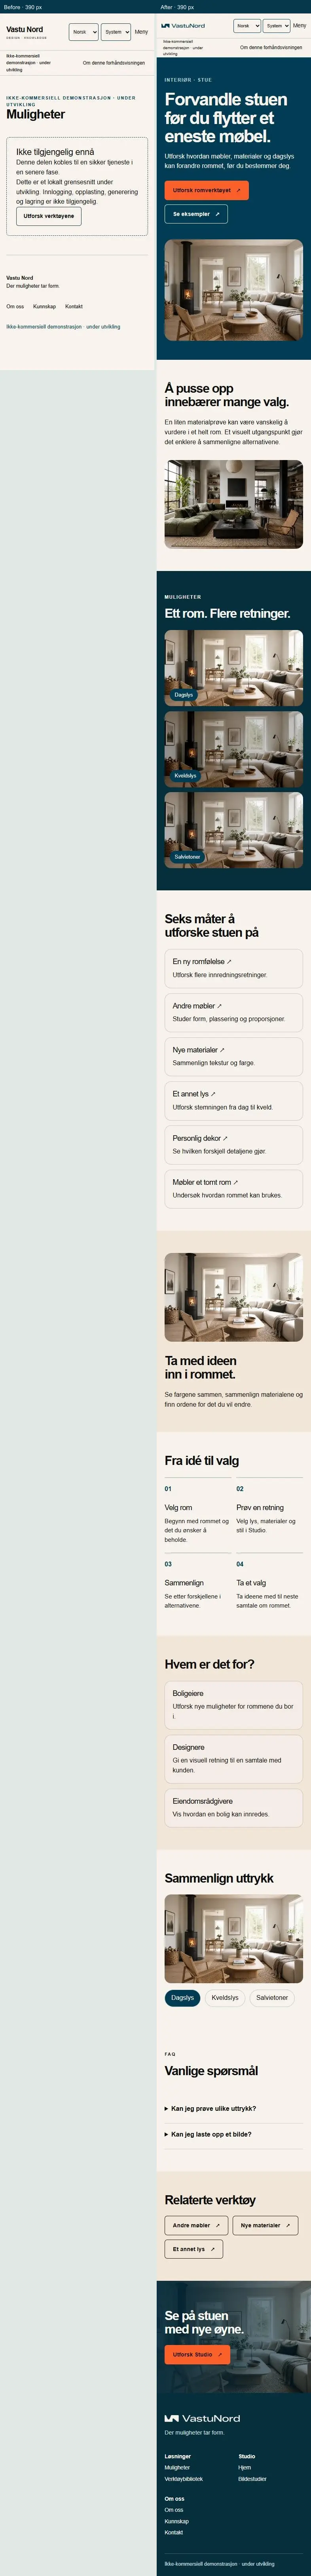 Before · 390 px
Vastu Nord
DESIGN · KNOWLEDGE
Norsk
System
Meny
Ikke-kommersiell
demonstrasjon · under
utvikling
Om denne forhåndsvisningen
IKKE-KOMMERSIELL DEMONSTRASJON · UNDER
UTVIKLING
Muligheter
Ikke tilgjengelig ennå
Denne delen kobles til en sikker tjeneste i
en senere fase.
Dette er et lokalt grensesnitt under
utvikling. Innlogging, opplasting, generering
og lagring er ikke tilgjengelig.
Utforsk verktøyene
Vastu Nord
Der muligheter tar form.
Om oss
Kunnskap
Kontakt
Ikke-kommersiell demonstrasjon · under utvikling
After · 390 px
VastuNord
Norsk
System
Meny
Ikke-kommersiell
demonstrasjon · under
utvikling
Om denne forhåndsvisningen
INTERIØR · STUE
Forvandle stuen
før du flytter et
eneste møbel.
Utforsk hvordan møbler, materialer og dagslys
kan forandre rommet, før du bestemmer deg.
Utforsk romverktøyet ↗
Se eksempler ↗
Å pusse opp
innebærer mange valg.
En liten materialprøve kan være vanskelig å
vurdere i et helt rom. Et visuelt utgangspunkt gjør
det enklere å sammenligne alternativene.
MULIGHETER
Ett rom. Flere retninger.
Dagslys
Kveldslys
Salvietoner
Seks måter å
utforske stuen på
En ny romfølelse ↗
Utforsk flere innredningsretninger.
Andre møbler ↗
Studer form, plassering og proporsjoner.
Nye materialer ↗
Sammenlign tekstur og farge.
Et annet lys ↗
Utforsk stemningen fra dag til kveld.
Personlig dekor ↗
Se hvilken forskjell detaljene gjør.
Møbler et tomt rom ↗
Undersøk hvordan rommet kan brukes.
Ta med ideen
inn i rommet.
Se fargene sammen, sammenlign materialene og
finn ordene for det du vil endre.
Fra idé til valg
01
Velg rom
Begynn med rommet og
det du ønsker å
beholde.
02
Prøv en retning
Velg lys, materialer og
stil i Studio.
03
Sammenlign
Se etter forskjellene i
alternativene.
04
Ta et valg
Ta ideene med til neste
samtale om rommet.
Hvem er det for?
Boligeiere
Utforsk nye muligheter for rommene du bor
i.
Designere
Gi en visuell retning til en samtale med
kunden.
Eiendomsrådgivere
Vis hvordan en bolig kan innredes.
Sammenlign uttrykk
Dagslys
Kveldslys
Salvietoner
FAQ
Vanlige spørsmål
▶ Kan jeg prøve ulike uttrykk?
▶ Kan jeg laste opp et bilde?
Relaterte verktøy
Andre møbler ↗
Nye materialer ↗
Et annet lys ↗
Se på stuen
med nye øyne.
Utforsk Studio ↗
VastuNord
Der muligheter tar form.
Løsninger
Muligheter
Verktøybibliotek
Studio
Hjem
Bildestudier
Om oss
Om oss
Kunnskap
Kontakt
Ikke-kommersiell demonstrasjon · under utvikling